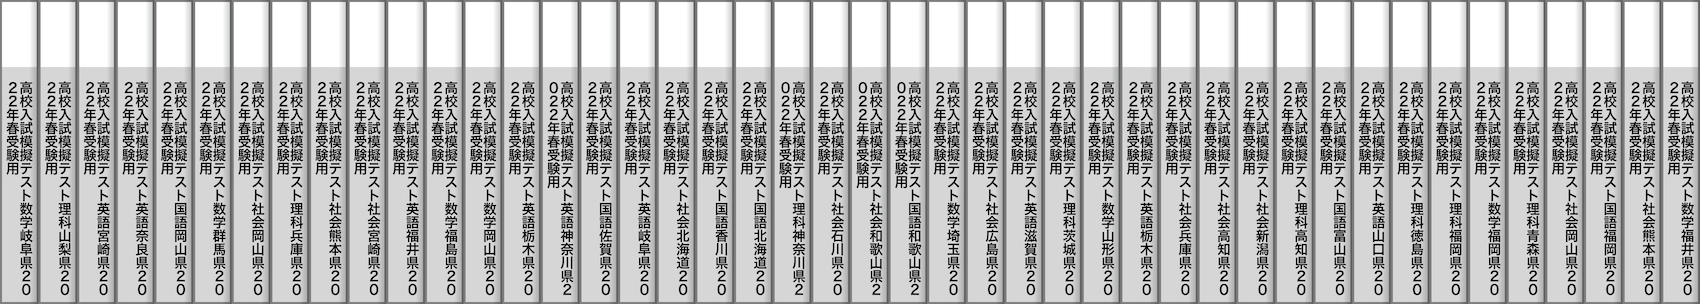 高校入試模擬テスト数学岐阜県20
22年春受験用
高校入試模擬テスト理科山梨県20
22年春受験用
高校入試模擬テスト英語宮崎県20
22年春受験用
高校入試模擬テスト英語奈良県20
22年春受験用
高校入試模擬テスト国語岡山県20
22年春受験用
高校入試模擬テスト数学群馬県20
22年春受験用
高校入試模擬テスト社会岡山県20
22年春受験用
高校入試模擬テスト理科兵庫県20
22年春受験用
高校入試模擬テスト社会熊本県20
22年春受験用
高校入試模擬テスト社会宮崎県20
22年春受験用
高校入試模擬テスト英語福井県20
22年春受験用
高校入試模擬テスト数学福島県20
22年春受験用
高校入試模擬テスト数学岡山県20
22年春受験用
高校入試模擬テスト英語栃木県20
22年春受験用
高校入試模擬テスト英語神奈川県2
022年春受験用
高校入試模擬テスト国語佐賀県20
22年春受験用
高校入試模擬テスト英語岐阜県20
22年春受験用
高校入試模擬テスト社会北海道20
22年春受験用
高校入試模擬テスト国語香川県20
22年春受験用
高校入試模擬テスト国語北海道20
22年春受験用
高校入試模擬テスト理科神奈川県2
022年春受験用
高校入試模擬テスト社会石川県20
22年春受験用
高校入試模擬テスト社会和歌山県2
022年春受験用
高校入試模擬テスト国語和歌山県2
022年春受験用
高校入試模擬テスト数学埼玉県20
22年春受験用
高校入試模擬テスト社会広島県20
22年春受験用
高校入試模擬テスト英語滋賀県20
22年春受験用
高校入試模擬テスト理科茨城県20
22年春受験用
高校入試模擬テスト数学山形県20
22年春受験用
高校入試模擬テスト英語栃木県20
22年春受験用
高校入試模擬テスト社会兵庫県20
22年春受験用
高校入試模擬テスト社会高知県20
22年春受験用
高校入試模擬テスト社会新潟県20
22年春受験用
高校入試模擬テスト理科高知県20
22年春受験用
高校入試模擬テスト国語富山県20
22年春受験用
高校入試模擬テスト英語山口県20
22年春受験用
高校入試模擬テスト理科徳島県20
22年春受験用
高校入試模擬テスト理科福岡県20
22年春受験用
高校入試模擬テスト数学福岡県20
22年春受験用
高校入試模擬テスト理科青森県20
22年春受験用
高校入試模擬テスト社会岡山県20
22年春受験用
高校入試模擬テスト国語福岡県20
22年春受験用
高校入試模擬テスト社会熊本県20
22年春受験用
高校入試模擬テスト数学福井県20
22年春受験用